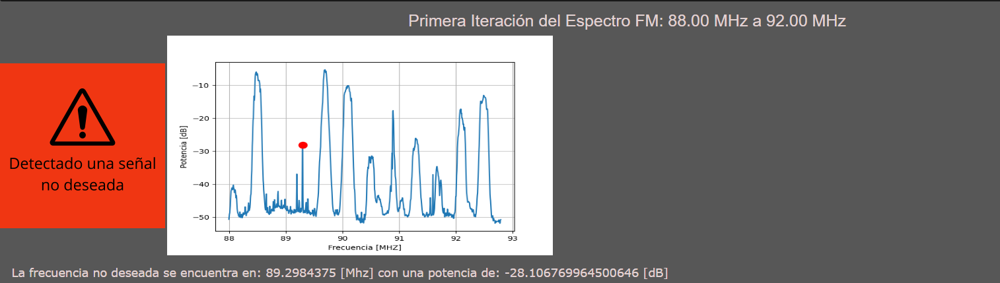 Primera Iteración del Espectro FM: 88.00 MHz a 92.00 MHz
Detectado una señal
no deseada
Potencia [dB]
−10
−20
−30
−40
−50
88 89 90 91 92 93
Frecuencia [MHZ]
La frecuencia no deseada se encuentra en: 89.2984375 [Mhz] con una potencia de: -28.106769964500646 [dB]